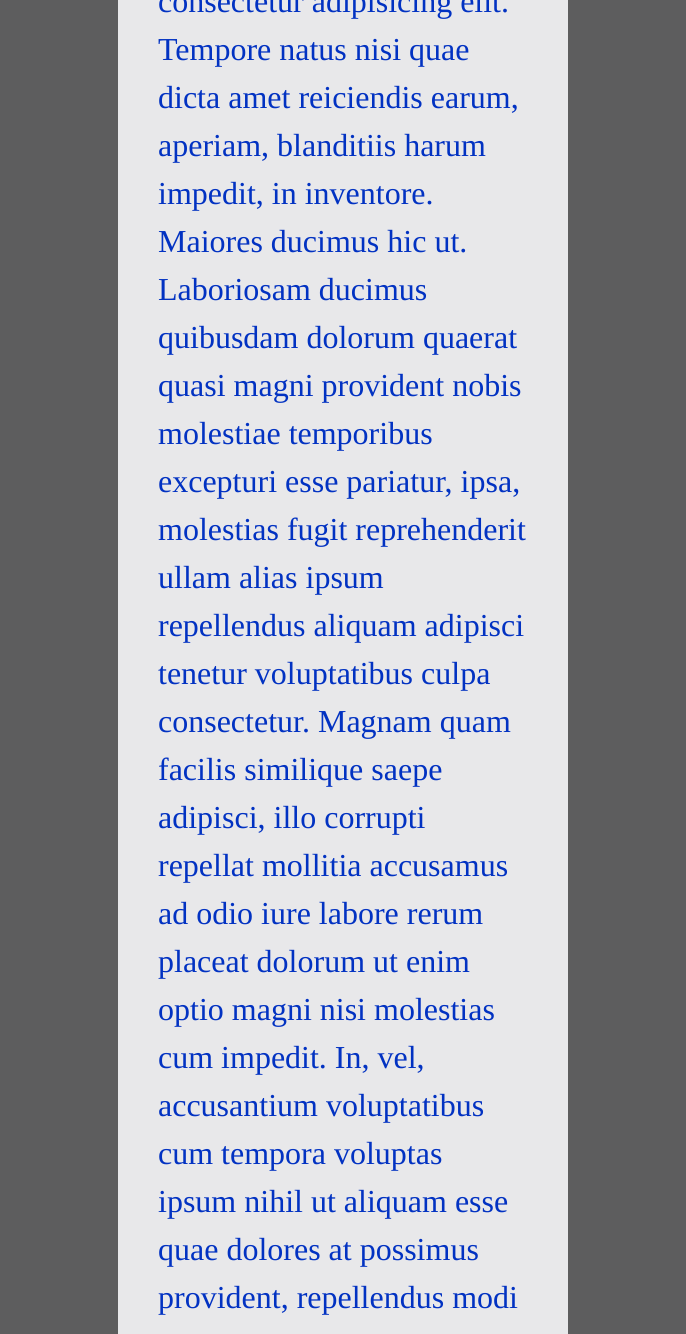 consectetur adipisicing elit.
Tempore natus nisi quae
dicta amet reiciendis earum,
aperiam, blanditiis harum
impedit, in inventore.
Maiores ducimus hic ut.
Laboriosam ducimus
quibusdam dolorum quaerat
quasi magni provident nobis
molestiae temporibus
excepturi esse pariatur, ipsa,
molestias fugit reprehenderit
ullam alias ipsum
repellendus aliquam adipisci
tenetur voluptatibus culpa
consectetur. Magnam quam
facilis similique saepe
adipisci, illo corrupti
repellat mollitia accusamus
ad odio iure labore rerum
placeat dolorum ut enim
optio magni nisi molestias
cum impedit. In, vel,
accusantium voluptatibus
cum tempora voluptas
ipsum nihil ut aliquam esse
quae dolores at possimus
provident, repellendus modi